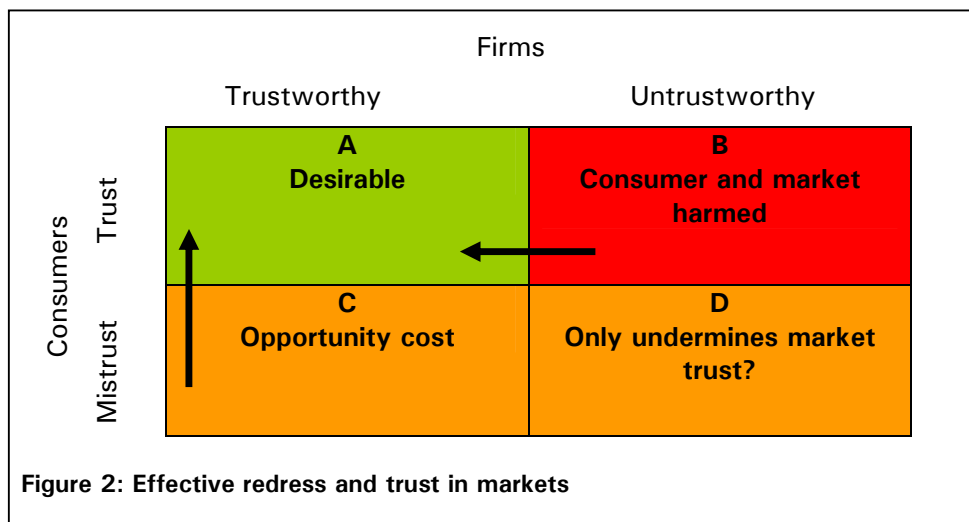 Firms
Trustworthy
Untrustworthy
Consumers
Trust
Mistrust
A
Desirable
B
Consumer and market
harmed
C
Opportunity cost
D
Only undermines market
trust?
Figure 2: Effective redress and trust in markets